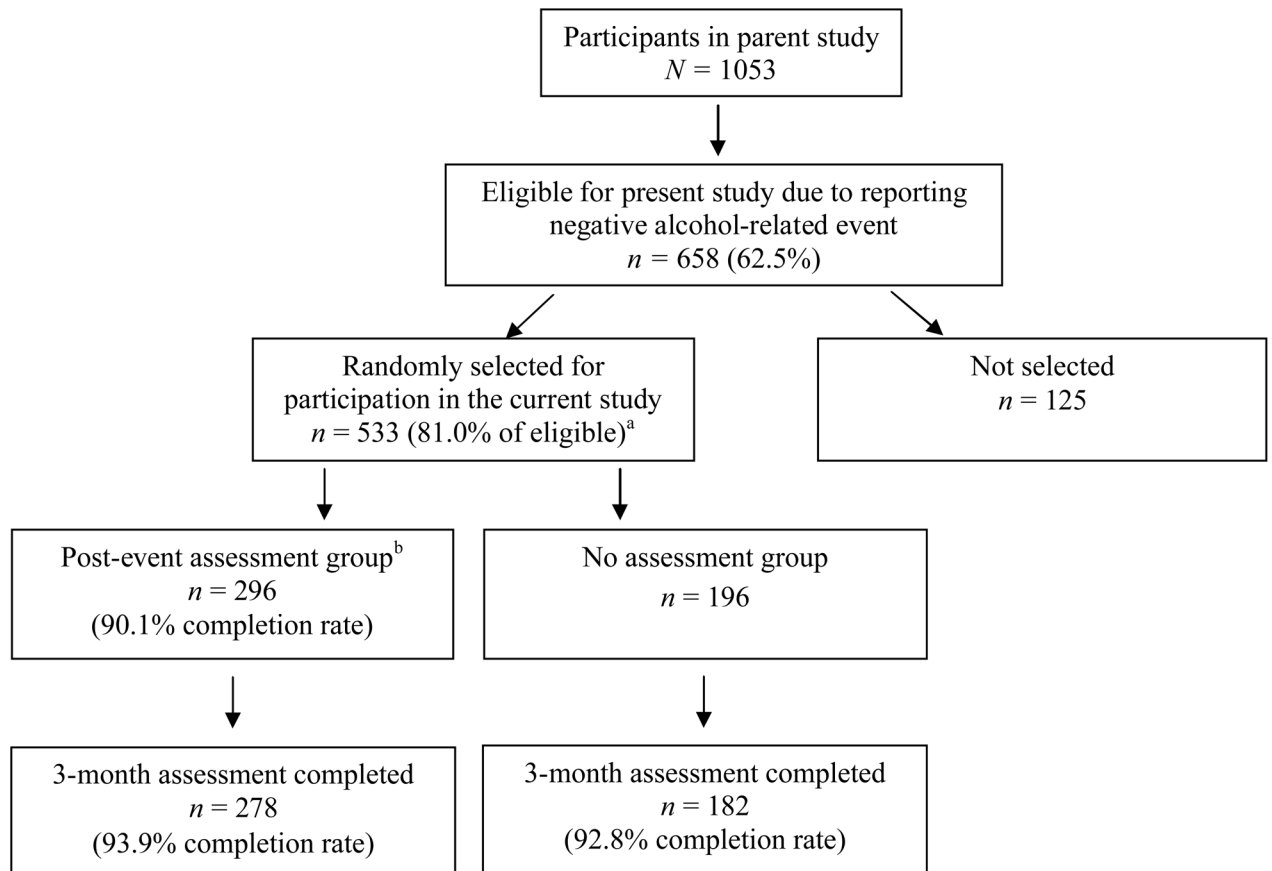 Participants in parent study
N = 1053
Eligible for present study due to reporting
negative alcohol-related event
n = 658 (62.5%)
Randomly selected for
participation in the current study
n = 533 (81.0% of eligible)a
Not selected
n = 125
Post-event assessment groupb
n = 296
(90.1% completion rate)
No assessment group
n = 196
3-month assessment completed
n = 278
(93.9% completion rate)
3-month assessment completed
n = 182
(92.8% completion rate)